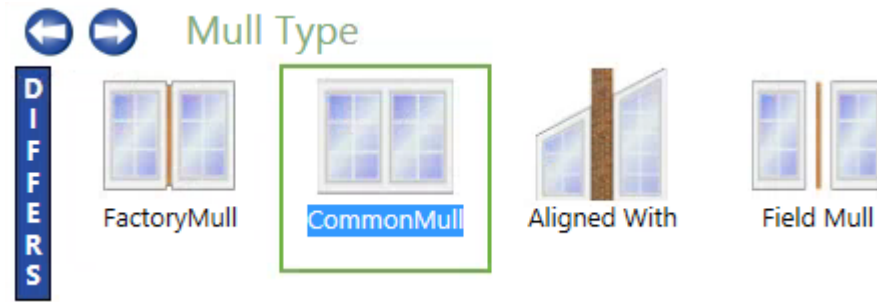 Mull Type
DIFFERS
FactoryMull
CommonMull
Aligned With
Field Mull